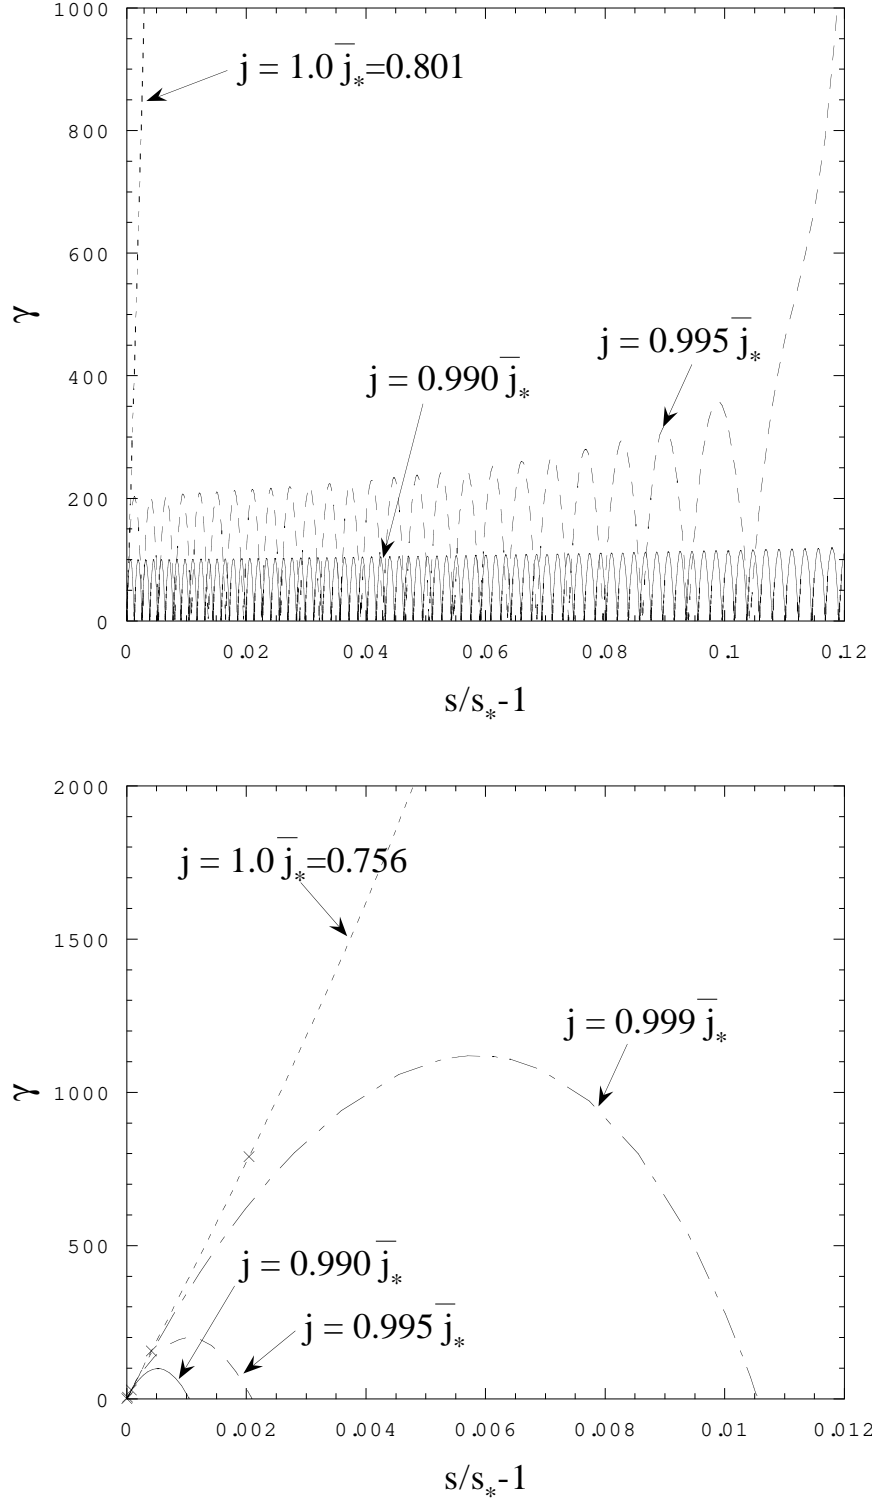 1000
j = 1.0 j̅*=0.801
800
600
γ
j = 0.995 j̅*
400
j = 0.990 j̅*
200
0
0 0.02 0.04 0.06 0.08 0.1 0.12
s/s*-1
2000
j = 1.0 j̅*=0.756
1500
j = 0.999 j̅*
γ
1000
500
j = 0.990 j̅*
j = 0.995 j̅*
0
0 0.002 0.004 0.006 0.008 0.01 0.012
s/s*-1